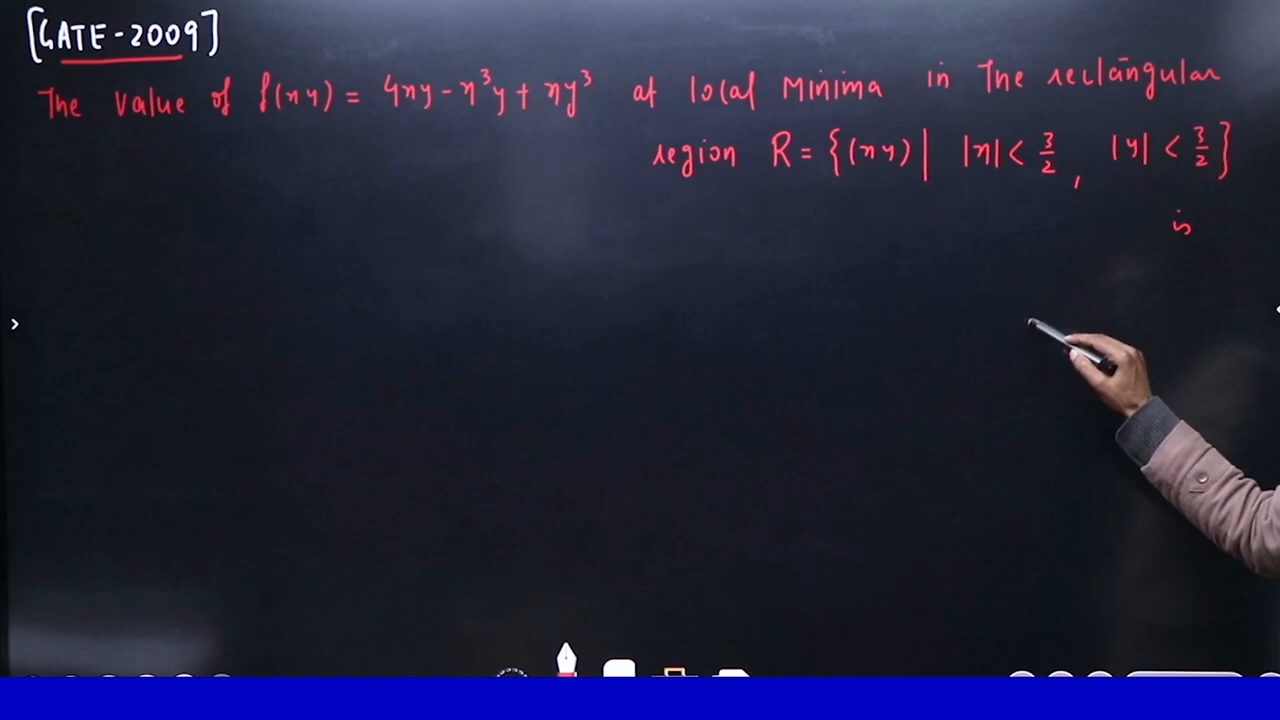 [GATE-2009]
The value of f(x y) = 4xy - x³y + xy³ at local Minima in The rectangular
region R = {(x y) | |x| < 3/2 , |y| < 3/2}
is